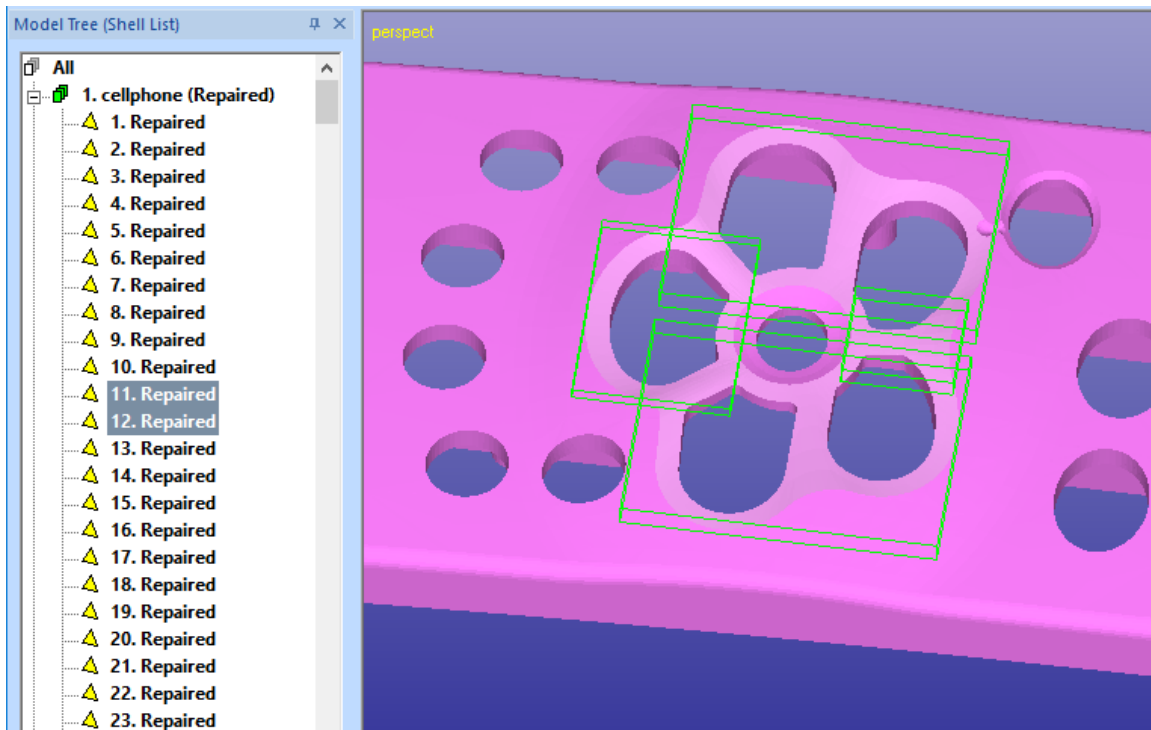 Model Tree (Shell List)
perspect
All
1. cellphone (Repaired)
1. Repaired
2. Repaired
3. Repaired
4. Repaired
5. Repaired
6. Repaired
7. Repaired
8. Repaired
9. Repaired
10. Repaired
11. Repaired
12. Repaired
13. Repaired
14. Repaired
15. Repaired
16. Repaired
17. Repaired
18. Repaired
19. Repaired
20. Repaired
21. Repaired
22. Repaired
23. Repaired